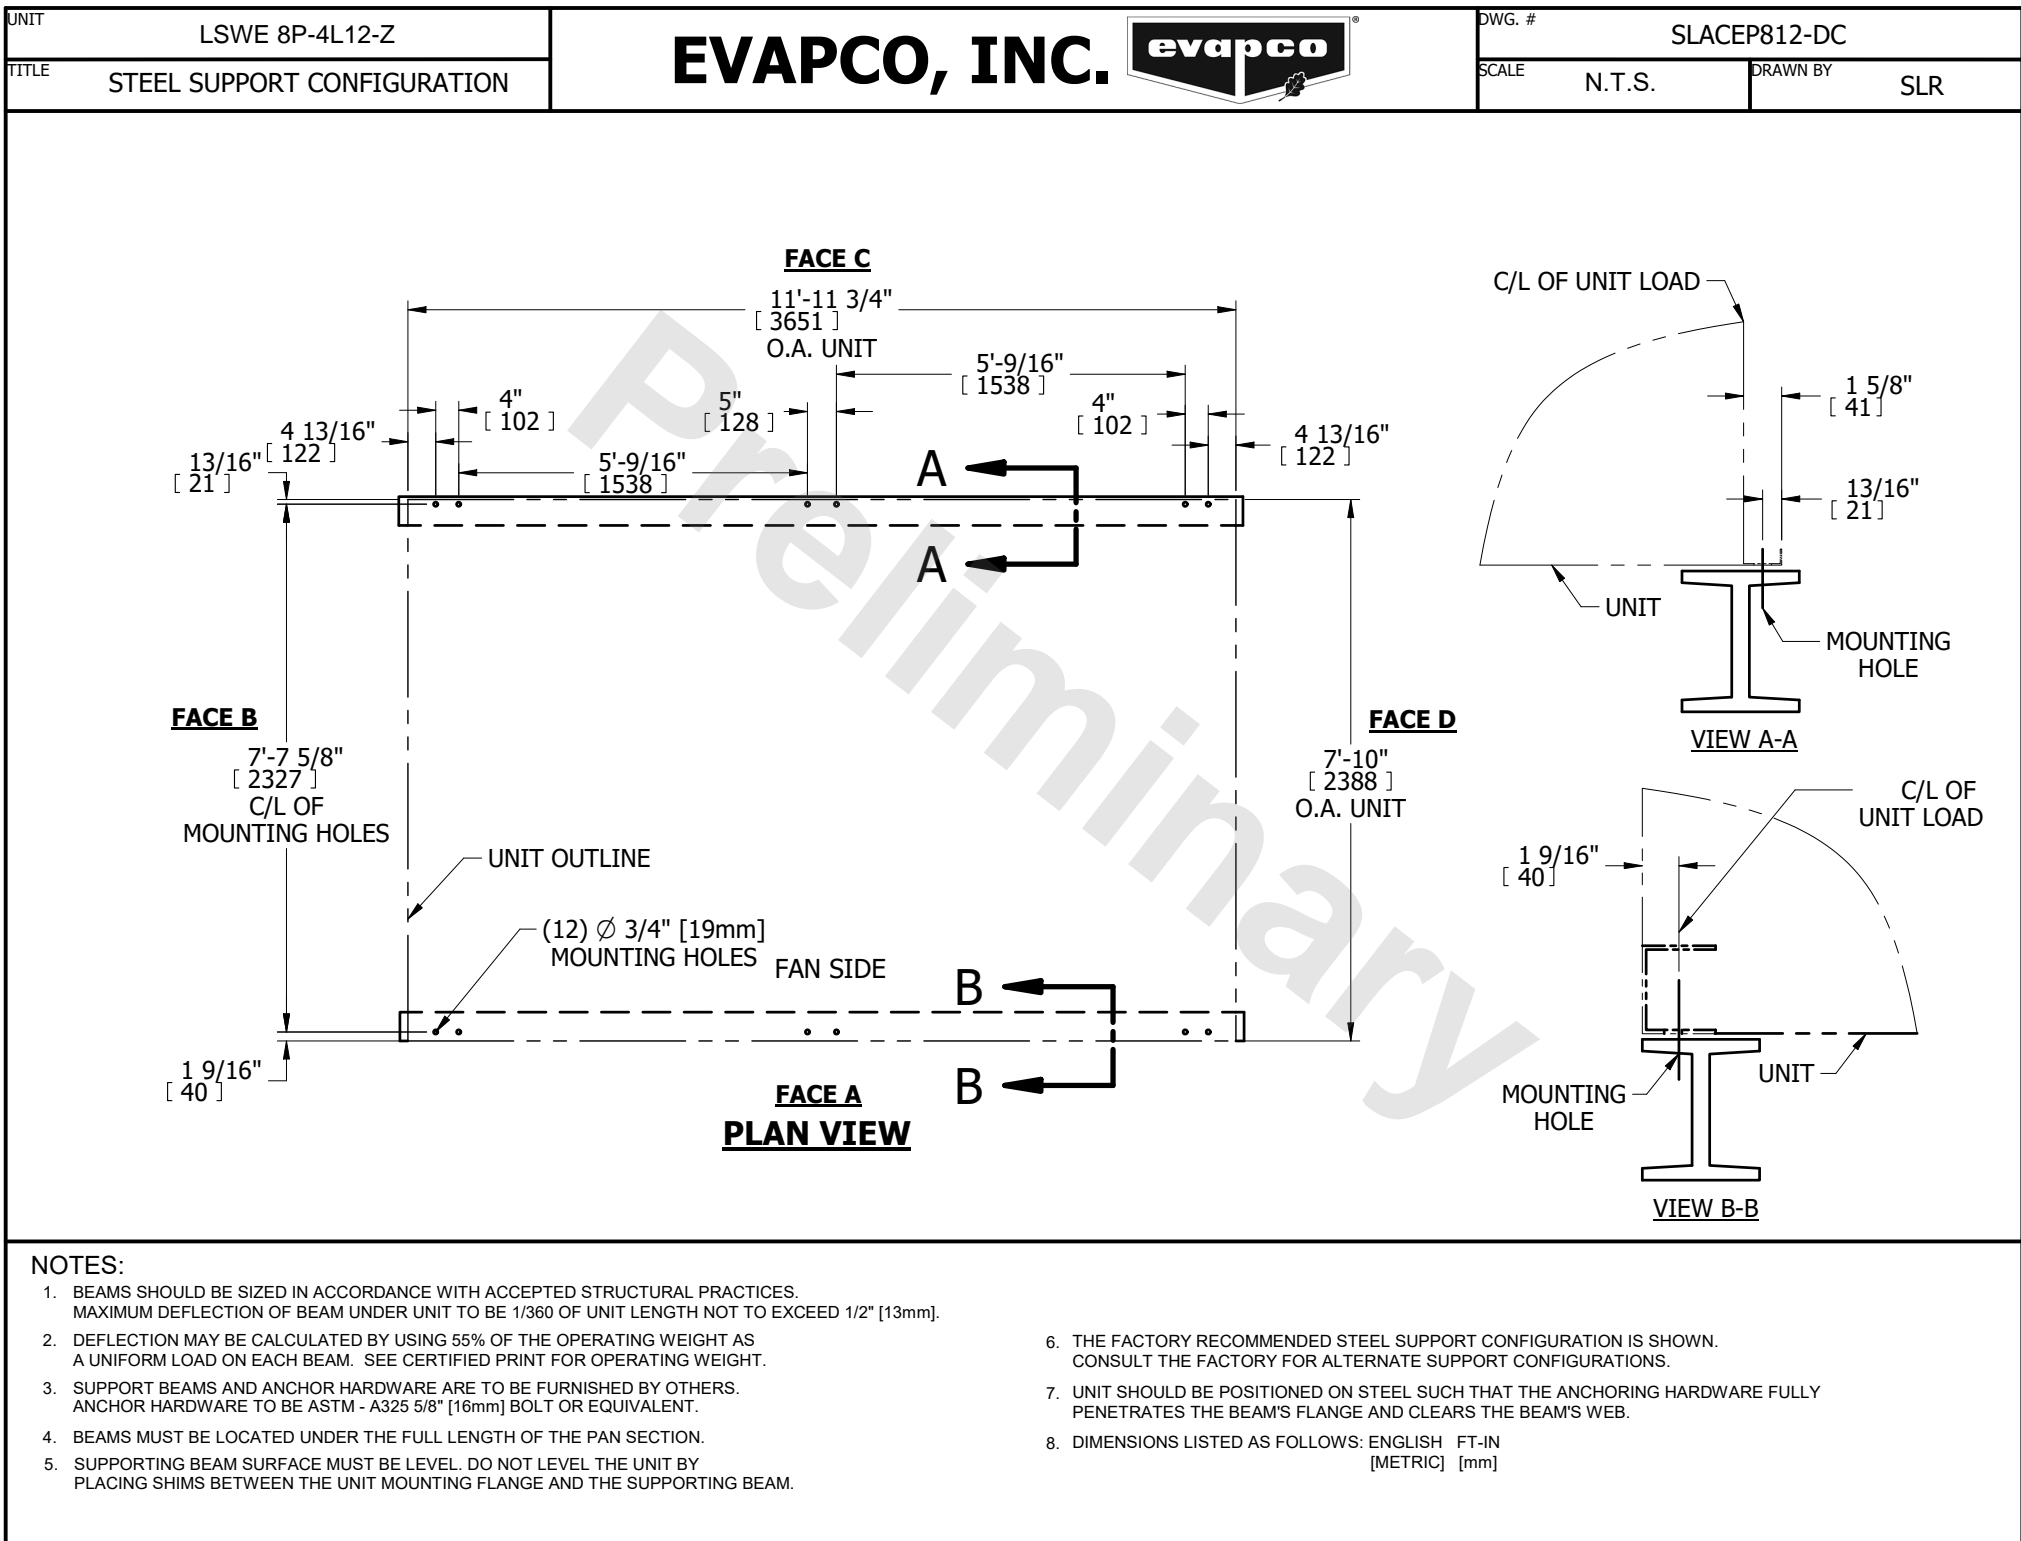 UNIT
LSWE 8P-4L12-Z
TITLE
STEEL SUPPORT CONFIGURATION
EVAPCO, INC.
evapco
®
DWG. #
SLACEP812-DC
SCALE
N.T.S.
DRAWN BY
SLR
FACE C
11'-11 3/4"
[ 3651 ]
O.A. UNIT
5'-9/16"
[ 1538 ]
4"
[ 102 ]
5"
[ 128 ]
4"
[ 102 ]
4 13/16"
[ 122 ]
4 13/16"
[ 122 ]
13/16"
[ 21 ]
5'-9/16"
[ 1538 ]
A
A
FACE B
7'-7 5/8"
[ 2327 ]
C/L OF
MOUNTING HOLES
FACE D
7'-10"
[ 2388 ]
O.A. UNIT
UNIT OUTLINE
(12) Ø 3/4" [19mm]
MOUNTING HOLES
FAN SIDE
B
B
1 9/16"
[ 40 ]
FACE A
PLAN VIEW
Preliminary
C/L OF UNIT LOAD
1 5/8"
[ 41]
13/16"
[ 21]
UNIT
MOUNTING
HOLE
VIEW A-A
C/L OF
UNIT LOAD
1 9/16"
[ 40]
UNIT
MOUNTING
HOLE
VIEW B-B
NOTES:
1. BEAMS SHOULD BE SIZED IN ACCORDANCE WITH ACCEPTED STRUCTURAL PRACTICES.
MAXIMUM DEFLECTION OF BEAM UNDER UNIT TO BE 1/360 OF UNIT LENGTH NOT TO EXCEED 1/2" [13mm].
2. DEFLECTION MAY BE CALCULATED BY USING 55% OF THE OPERATING WEIGHT AS
A UNIFORM LOAD ON EACH BEAM. SEE CERTIFIED PRINT FOR OPERATING WEIGHT.
3. SUPPORT BEAMS AND ANCHOR HARDWARE ARE TO BE FURNISHED BY OTHERS.
ANCHOR HARDWARE TO BE ASTM - A325 5/8" [16mm] BOLT OR EQUIVALENT.
4. BEAMS MUST BE LOCATED UNDER THE FULL LENGTH OF THE PAN SECTION.
5. SUPPORTING BEAM SURFACE MUST BE LEVEL. DO NOT LEVEL THE UNIT BY
PLACING SHIMS BETWEEN THE UNIT MOUNTING FLANGE AND THE SUPPORTING BEAM.
6. THE FACTORY RECOMMENDED STEEL SUPPORT CONFIGURATION IS SHOWN.
CONSULT THE FACTORY FOR ALTERNATE SUPPORT CONFIGURATIONS.
7. UNIT SHOULD BE POSITIONED ON STEEL SUCH THAT THE ANCHORING HARDWARE FULLY
PENETRATES THE BEAM'S FLANGE AND CLEARS THE BEAM'S WEB.
8. DIMENSIONS LISTED AS FOLLOWS: ENGLISH FT-IN
[METRIC] [mm]